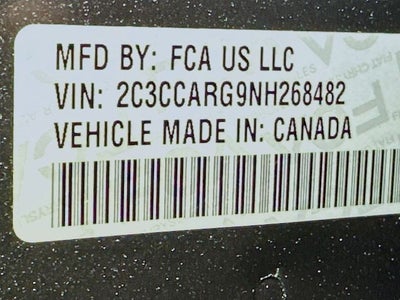 MFD BY: FCA US LLC
VIN: 2C3CCARG9NH268482
VEHICLE MADE IN: CANADA